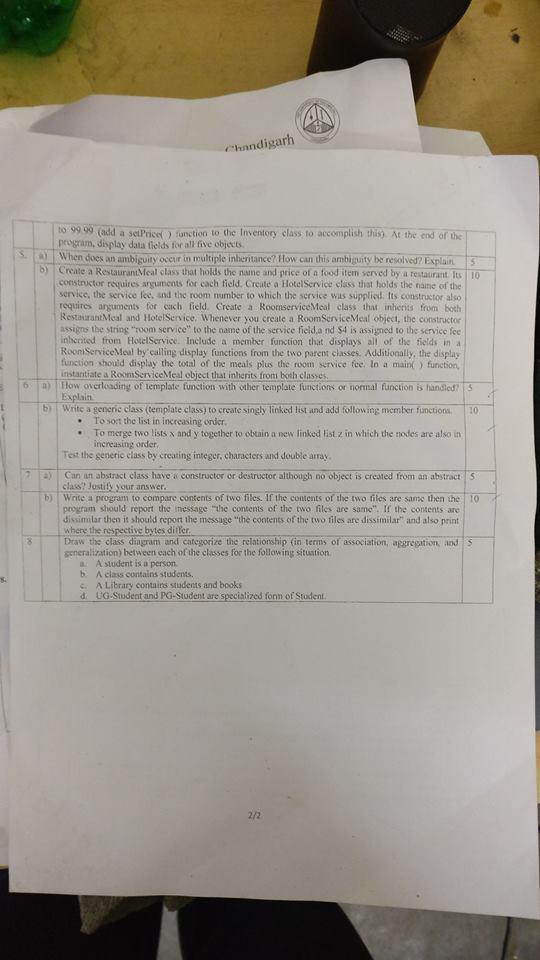 Chandigarh
to 99.99 (add a setPrice( ) function to the Inventory class to accomplish this). At the end of the
program, display data fields for all five objects.
5. a) When does an ambiguity occur in multiple inheritance? How can this ambiguity be resolved? Explain. 5
b) Create a RestaurantMeal class that holds the name and price of a food item served by a restaurant. Its 10
constructor requires arguments for each field. Create a HotelService class that holds the name of the
service, the service fee, and the room number to which the service was supplied. Its constructor also
requires arguments for each field. Create a RoomserviceMeal class that inherits from both
RestaurantMeal and HotelService. Whenever you create a RoomServiceMeal object, the constructor
assigns the string "room service" to the name of the service field,a nd $4 is assigned to the service fee
inherited from HotelService. Include a member function that displays all of the fields in a
RoomServiceMeal by calling display functions from the two parent classes. Additionally, the display
function should display the total of the meals plus the room service fee. In a main( ) function,
instantiate a RoomServiceMeal object that inherits from both classes.
6 a) How overloading of template function with other template functions or normal function is handled? 5
Explain.
b) Write a generic class (template class) to create singly linked list and add following member functions. 10
• To sort the list in increasing order.
• To merge two lists x and y together to obtain a new linked list z in which the nodes are also in
increasing order.
Test the generic class by creating integer, characters and double array.
7 a) Can an abstract class have a constructor or destructor although no object is created from an abstract 5
class? Justify your answer.
b) Write a program to compare contents of two files. If the contents of the two files are same then the 10
program should report the message "the contents of the two files are same". If the contents are
dissimilar then it should report the message "the contents of the two files are dissimilar" and also print
where the respective bytes differ.
8 Draw the class diagram and categorize the relationship (in terms of association, aggregation, and 5
generalization) between each of the classes for the following situation.
a. A student is a person.
b. A class contains students.
c. A Library contains students and books
d. UG-Student and PG-Student are specialized form of Student.
2/2